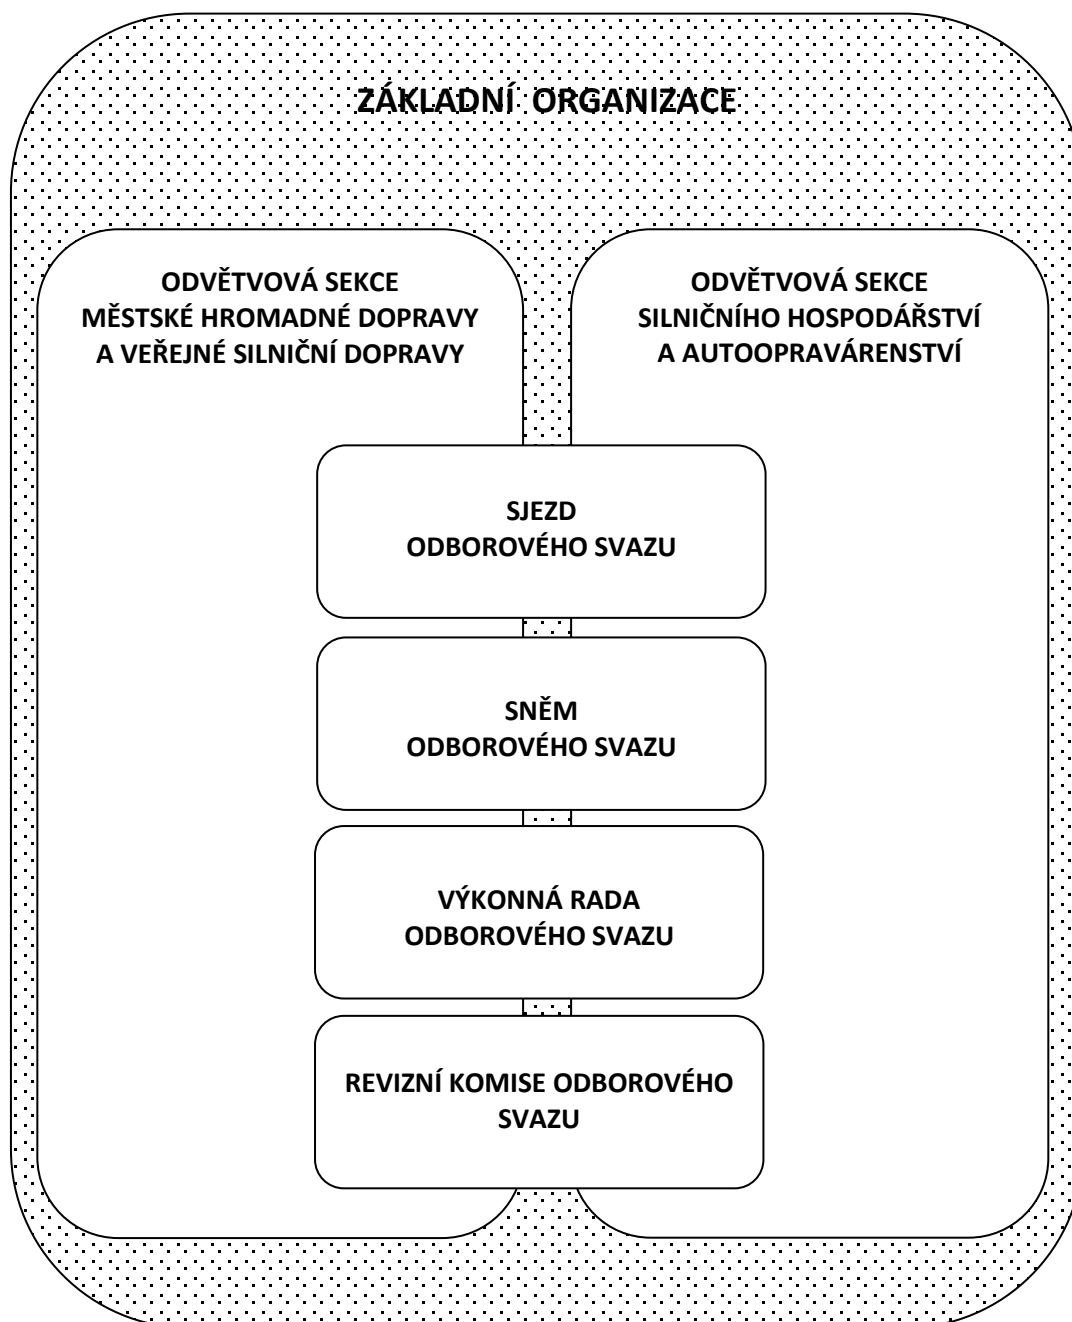 ZÁKLADNÍ ORGANIZACE
ODVĚTVOVÁ SEKCE
MĚSTSKÉ HROMADNÉ DOPRAVY
A VEŘEJNÉ SILNIČNÍ DOPRAVY
ODVĚTVOVÁ SEKCE
SILNIČNÍHO HOSPODÁŘSTVÍ
A AUTOOPRAVÁRENSTVÍ
SJEZD
ODBOROVÉHO SVAZU
SNĚM
ODBOROVÉHO SVAZU
VÝKONNÁ RADA
ODBOROVÉHO SVAZU
REVIZNÍ KOMISE ODBOROVÉHO
SVAZU